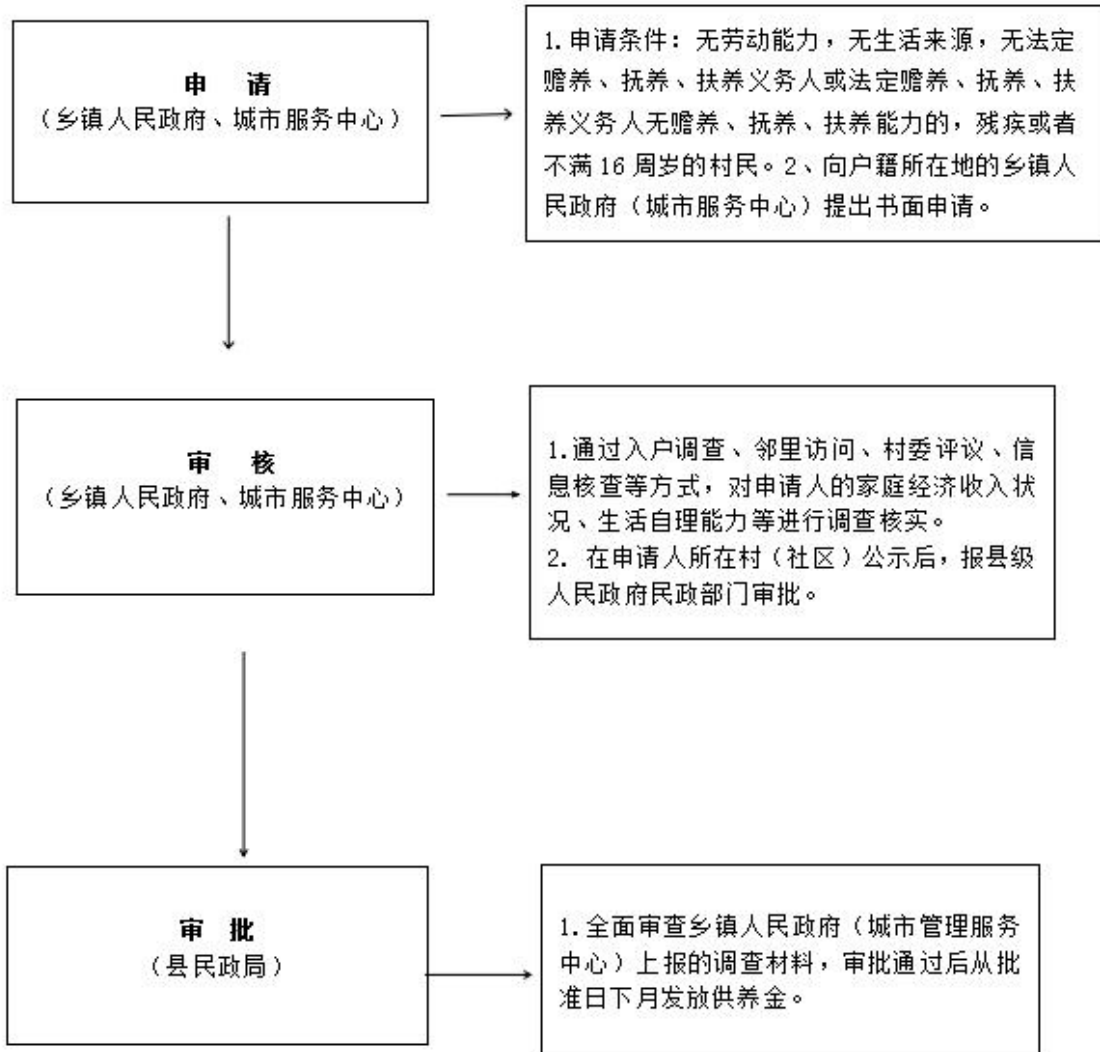 申 请
（乡镇人民政府、城市服务中心）
1.申请条件：无劳动能力，无生活来源，无法定
赡养、抚养、扶养义务人或法定赡养、抚养、扶
养义务人无赡养、抚养、扶养能力的，残疾或者
不满 16 周岁的村民。2、向户籍所在地的乡镇人
民政府（城市服务中心）提出书面申请。
审 核
（乡镇人民政府、城市服务中心）
1.通过入户调查、邻里访问、村委评议、信
息核查等方式，对申请人的家庭经济收入状
况、生活自理能力等进行调查核实。
2. 在申请人所在村（社区）公示后，报县级
人民政府民政部门审批。
审 批
（县民政局）
1.全面审查乡镇人民政府（城市管理服务
中心）上报的调查材料，审批通过后从批
准日下月发放供养金。